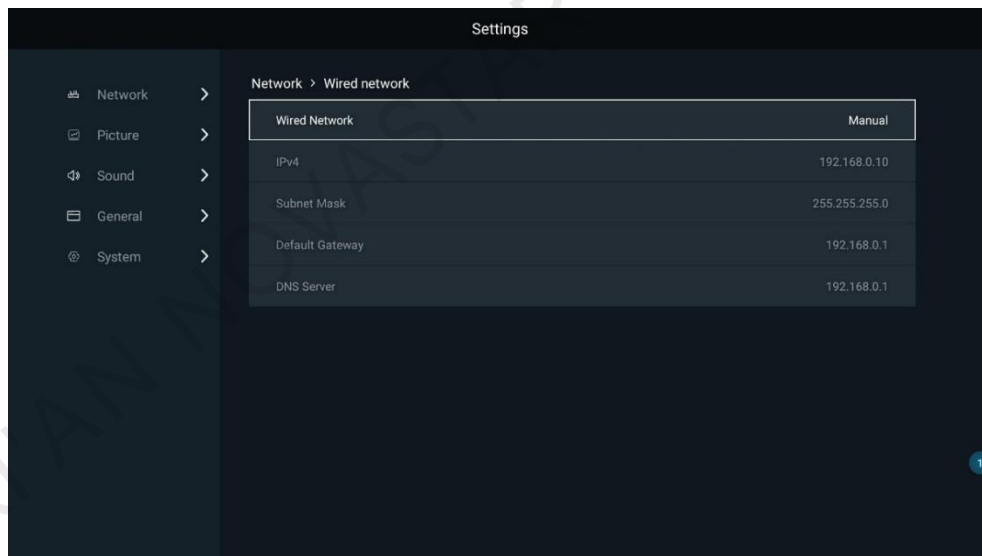 Settings
Network
Picture
Sound
General
System
Network > Wired network
Wired Network Manual
IPv4 192.168.0.10
Subnet Mask 255.255.255.0
Default Gateway 192.168.0.1
DNS Server 192.168.0.1
1